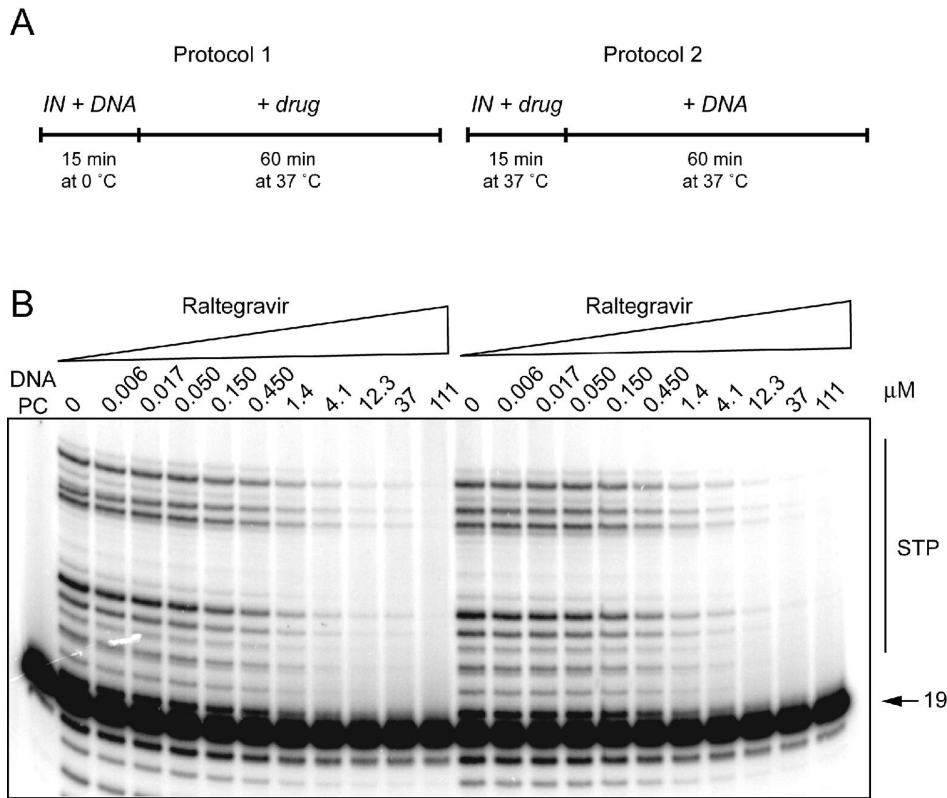 A
Protocol 1 Protocol 2
IN + DNA + drug IN + drug + DNA
15 min 60 min 15 min 60 min
at 0 ˚C at 37 ˚C at 37 ˚C at 37 ˚C
B
Raltegravir Raltegravir
DNA
PC 0 0.006 0.017 0.050 0.150 0.450 1.4 4.1 12.3 37 111 0 0.006 0.017 0.050 0.150 0.450 1.4 4.1 12.3 37 111 µM
STP
19